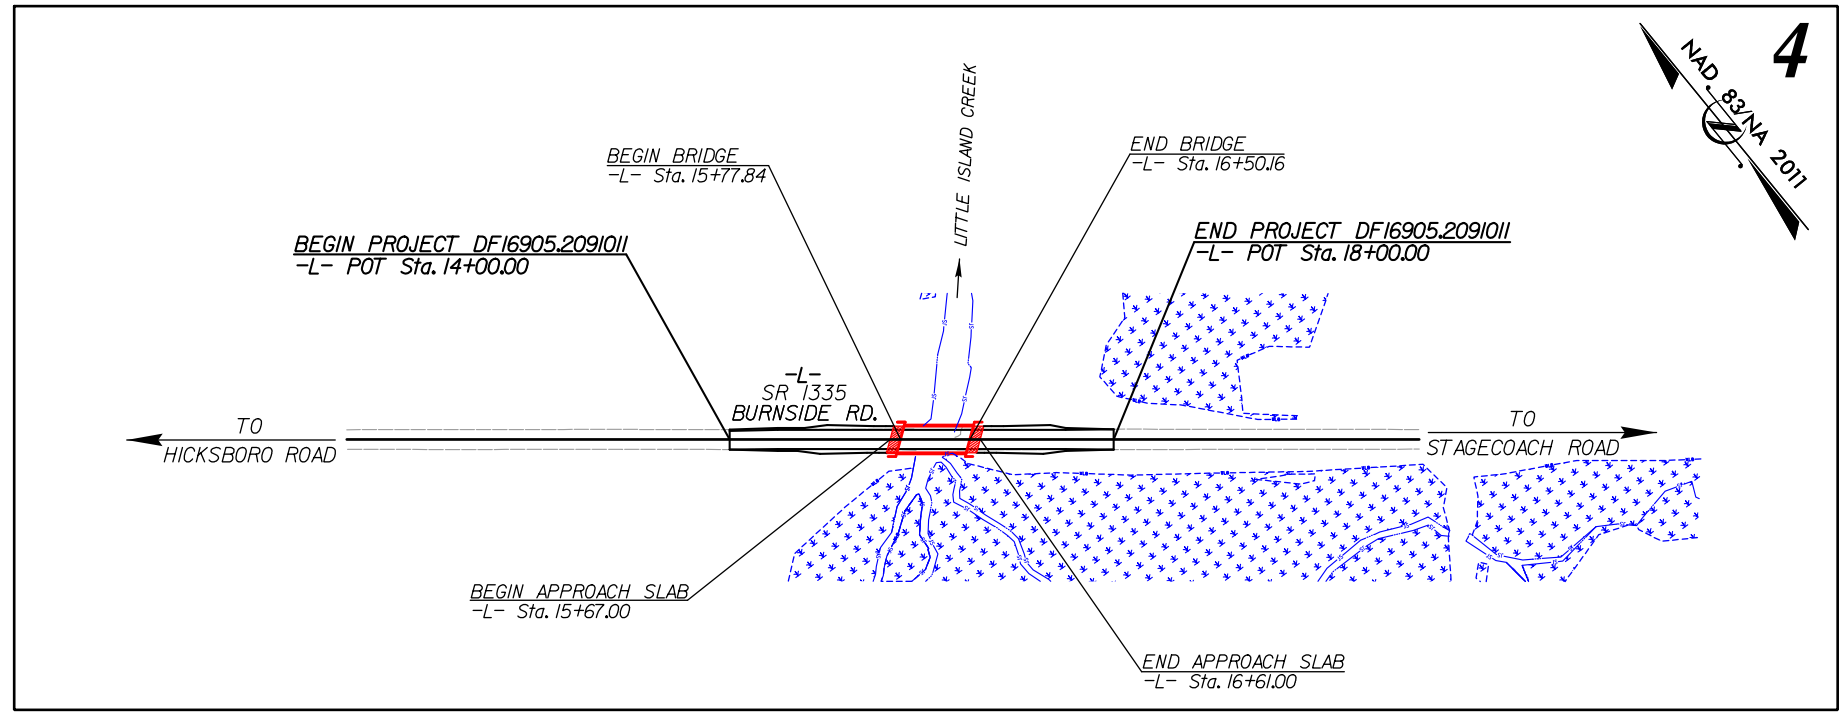 4
NAD. 83/NA 2011
LITTLE ISLAND CREEK
BEGIN BRIDGE
-L- Sta. 15+77.84
END BRIDGE
-L- Sta. 16+50.16
BEGIN PROJECT DF16905.2091011
-L- POT Sta. 14+00.00
END PROJECT DF16905.2091011
-L- POT Sta. 18+00.00
-L-
SR 1335
BURNSIDE RD.
TO
HICKSBORO ROAD
TO
STAGECOACH ROAD
BEGIN APPROACH SLAB
-L- Sta. 15+67.00
END APPROACH SLAB
-L- Sta. 16+61.00